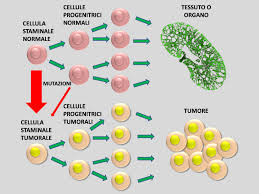 CELLULE
PROGENITRICI
NORMALI
TESSUTO O
ORGANO
CELLULA
STAMINALE
NORMALE
MUTAZIONI
CELLULE
PROGENITRICI
TUMORALI
TUMORE
CELLULA
STAMINALE
TUMORALE